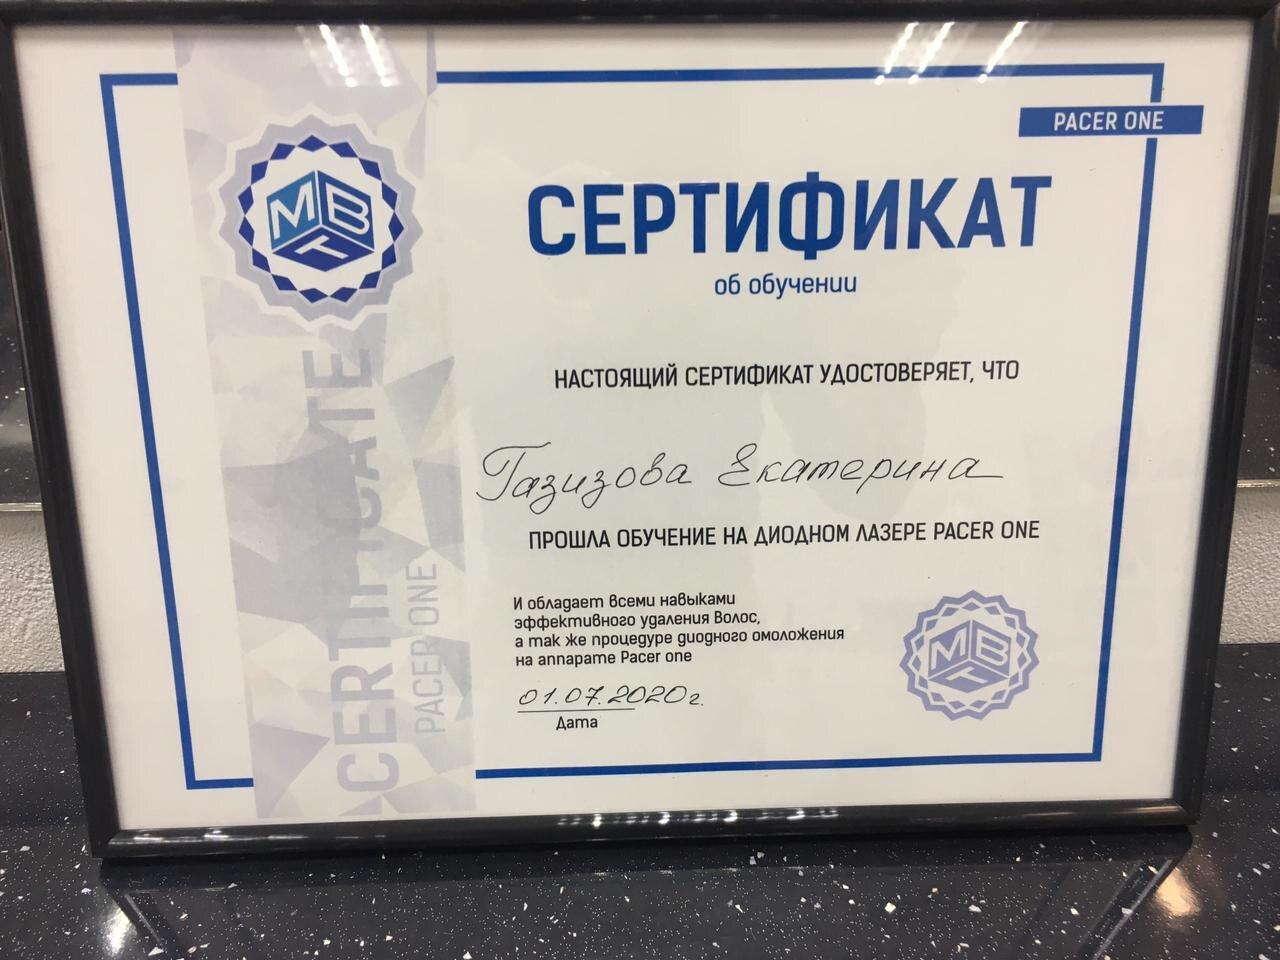 PACER ONE
МВТ
СЕРТИФИКАТ
об обучении
НАСТОЯЩИЙ СЕРТИФИКАТ УДОСТОВЕРЯЕТ, ЧТО
Газизова Екатерина
ПРОШЛА ОБУЧЕНИЕ НА ДИОДНОМ ЛАЗЕРЕ PACER ONE
И обладает всеми навыками
эффективного удаления Волос,
а так же процедуре диодного омоложения
на аппарате Pacer one
01.07.2020г.
Дата
МВТ
CERTIFICATE
PACER ONE